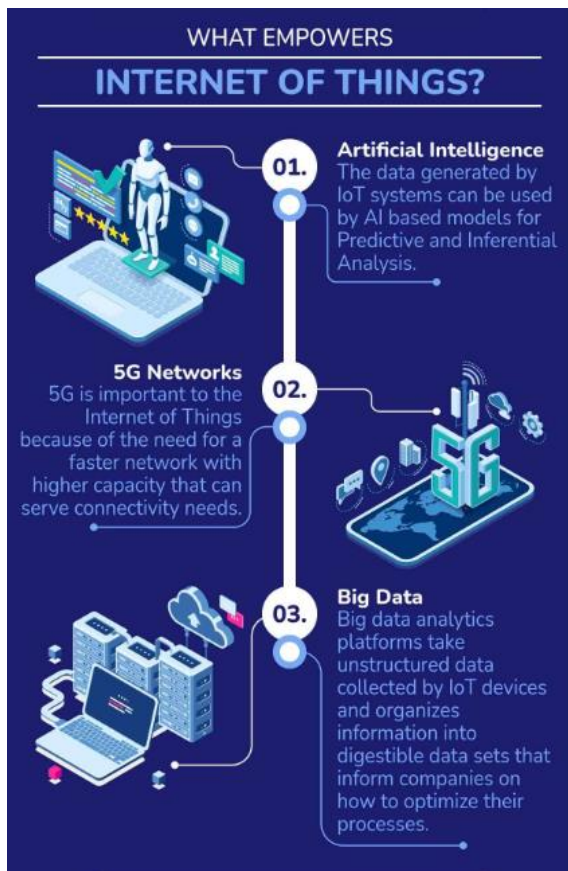 WHAT EMPOWERS
INTERNET OF THINGS?
01.
Artificial Intelligence
The data generated by
IoT systems can be used
by AI based models for
Predictive and Inferential
Analysis.
5G Networks
5G is important to the
Internet of Things
because of the need for a
faster network with
higher capacity that can
serve connectivity needs.
02.
5G
03.
Big Data
Big data analytics
platforms take
unstructured data
collected by IoT devices
and organizes
information into
digestible data sets that
inform companies on
how to optimize their
processes.